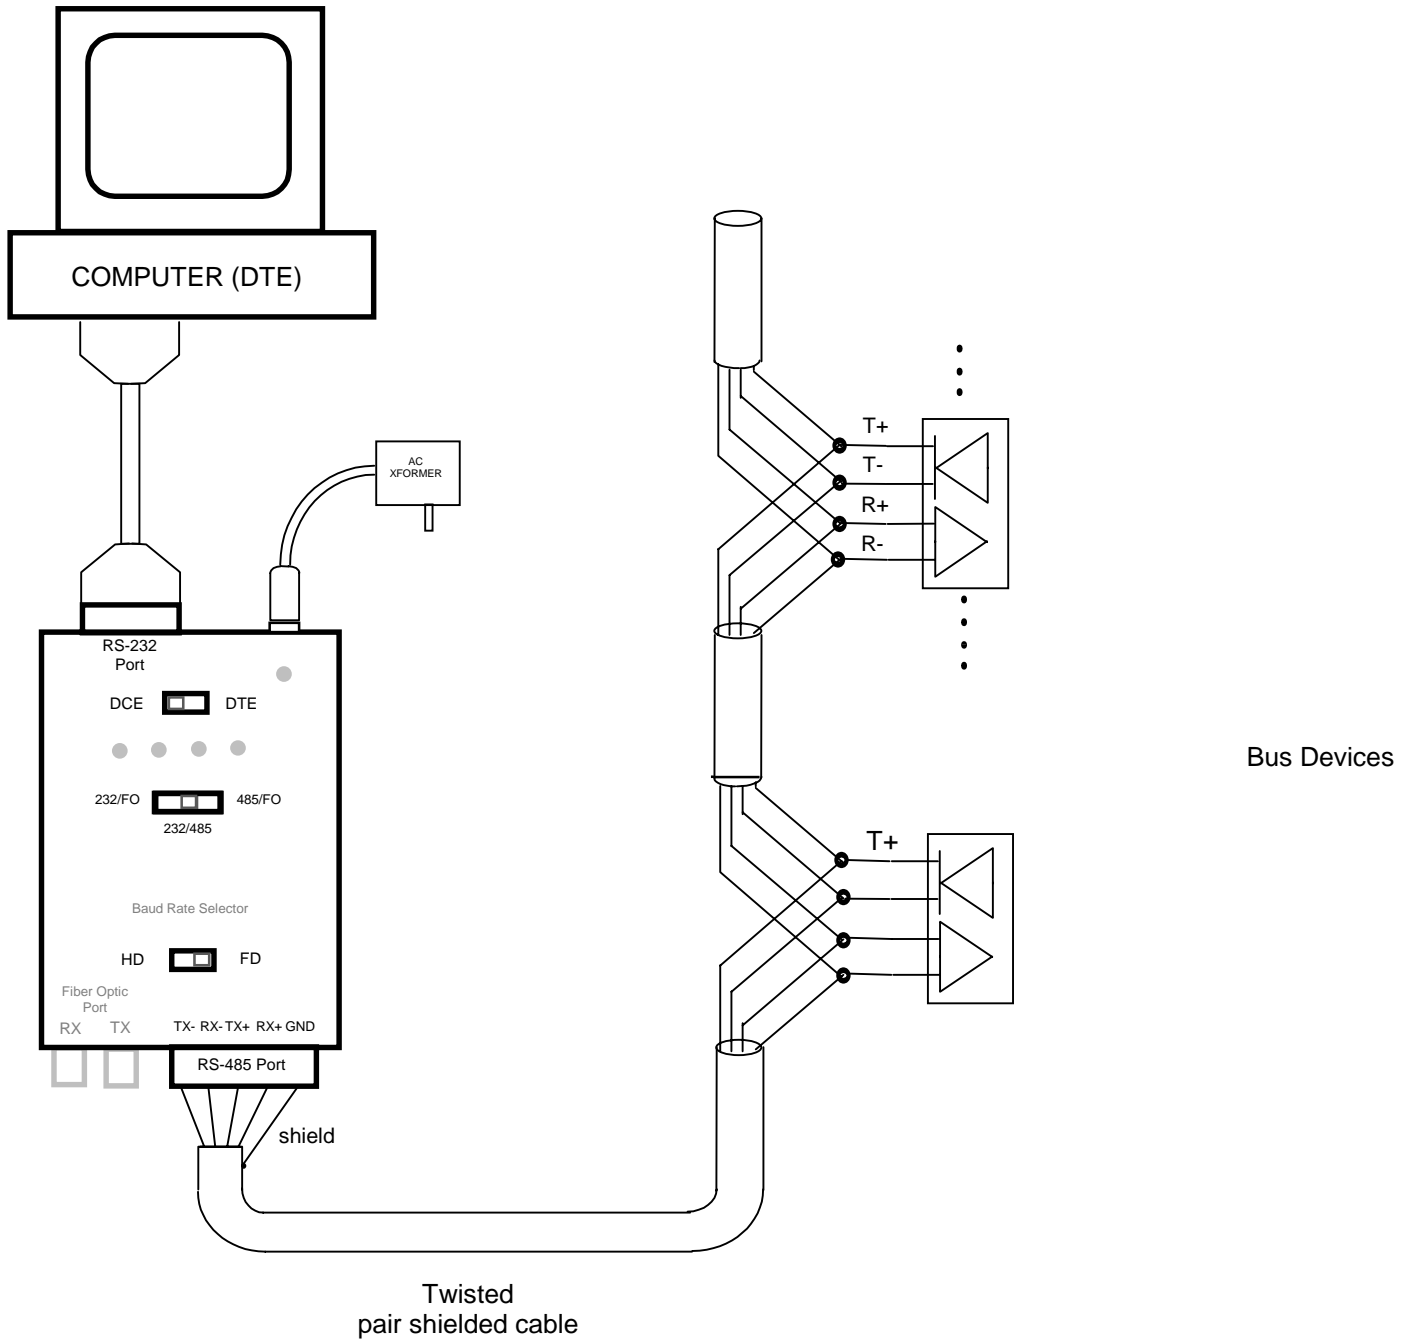 COMPUTER (DTE)
AC
XFORMER
T+
T-
R+
R-
RS-232
Port
DCE DTE
Bus Devices
232/FO 485/FO
232/485
T+
Baud Rate Selector
HD FD
Fiber Optic
Port
RX TX TX- RX- TX+ RX+ GND
RS-485 Port
shield
Twisted
pair shielded cable